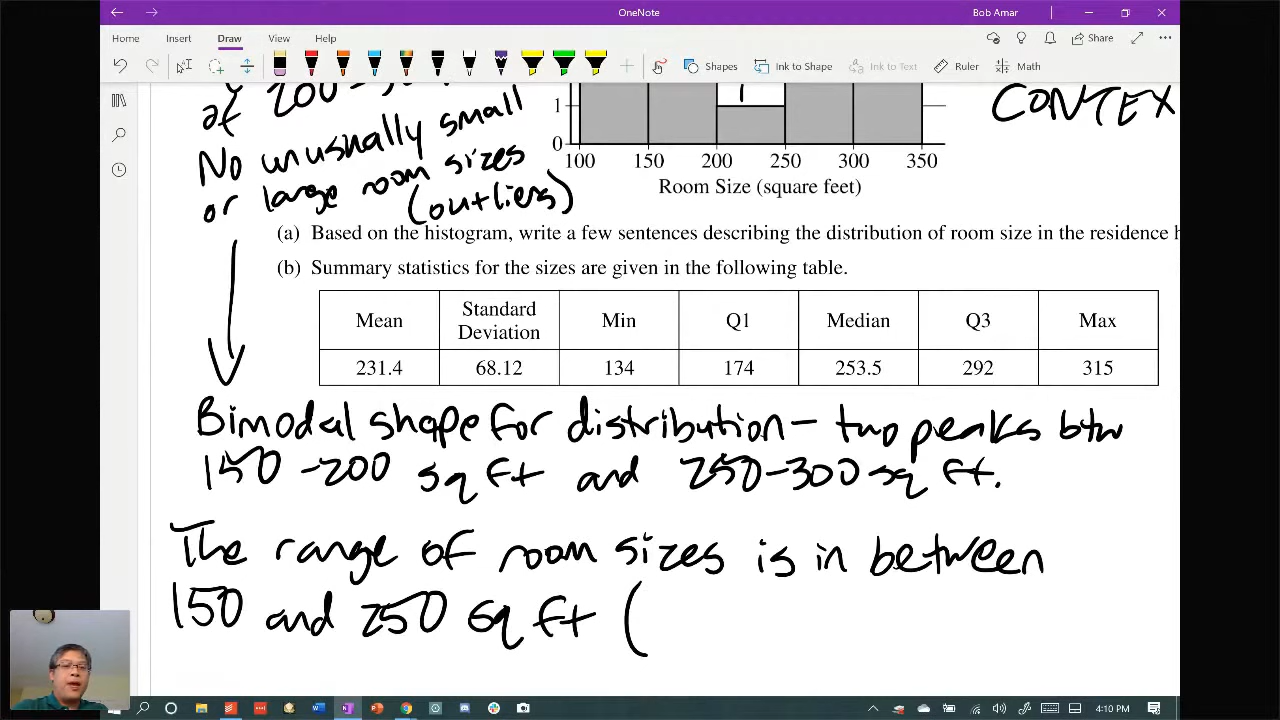 OneNote
Bob Amar
Home Insert Draw View Help
Share
Shapes Ink to Shape Ink to Text Ruler Math
of 200-
No unusually small
or large room sizes
(outliers)
CONTEX
1
1
0
100 150 200 250 300 350
Room Size (square feet)
(a) Based on the histogram, write a few sentences describing the distribution of room size in the residence h
(b) Summary statistics for the sizes are given in the following table.
Mean Standard Deviation Min Q1 Median Q3 Max
231.4 68.12 134 174 253.5 292 315
Bimodal shape for distribution - two peaks btw
150-200 sq ft and 250-300 sq ft.
The range of room sizes is in between
150 and 250 sq ft (
4:10 PM